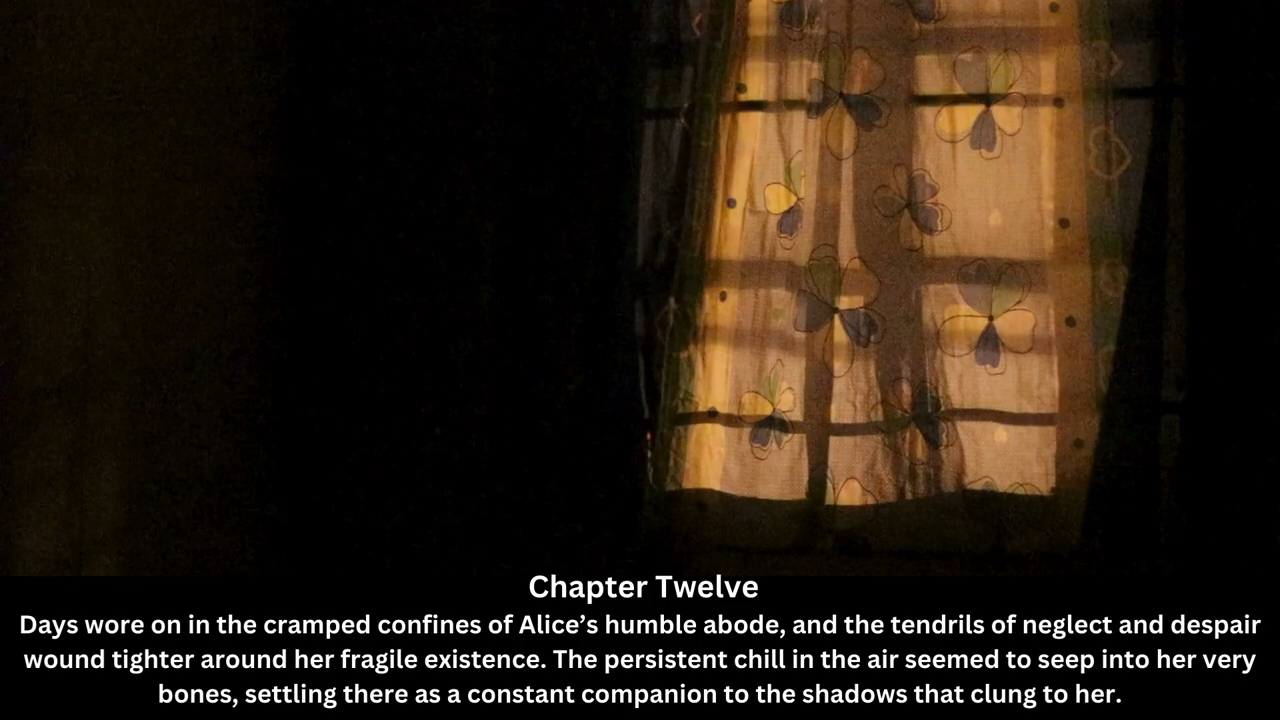 Chapter Twelve
Days wore on in the cramped confines of Alice’s humble abode, and the tendrils of neglect and despair
wound tighter around her fragile existence. The persistent chill in the air seemed to seep into her very
bones, settling there as a constant companion to the shadows that clung to her.